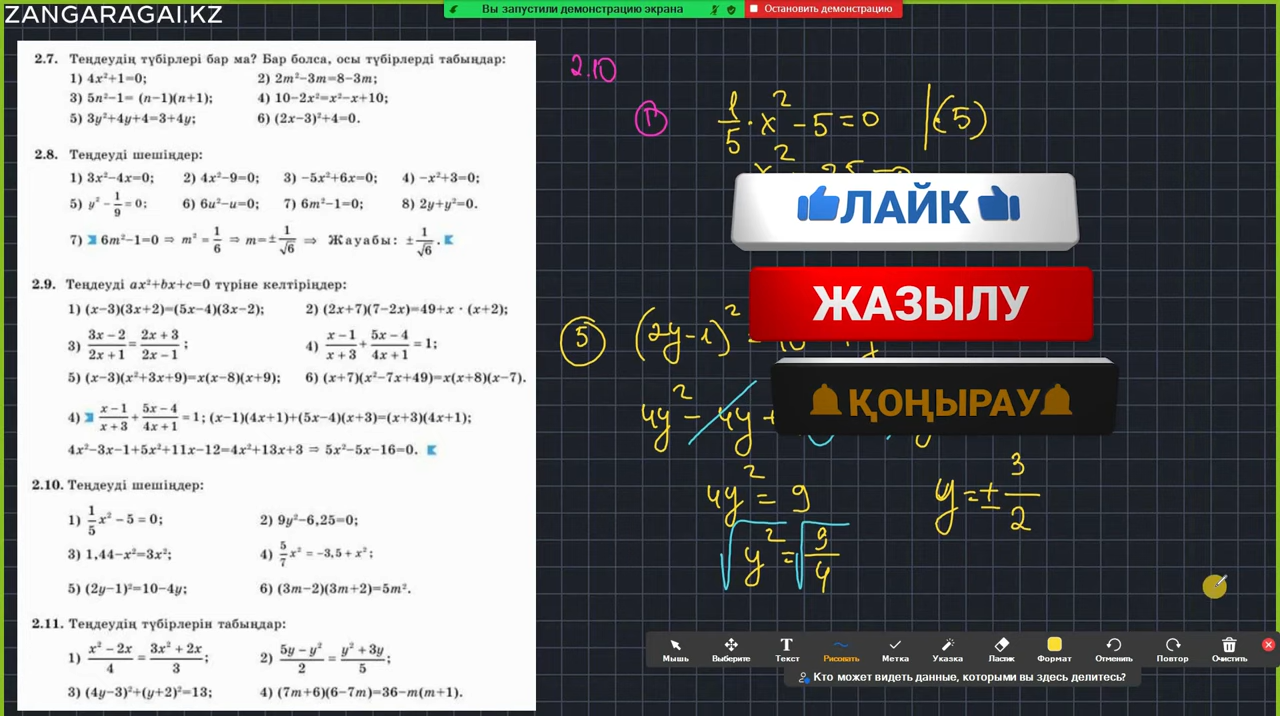 ZANGARAGAI.KZ
Вы запустили демонстрацию экрана
Остановить демонстрацию
2.7. Теңдеудің түбірлері бар ма? Бар болса, осы түбірлерді табыңдар:
1) 4x²+1=0; 2) 2m²−3m=8−3m;
3) 5n²−1= (n−1)(n+1); 4) 10−2x²=x²−x+10;
5) 3y²+4y+4=3+4y; 6) (2x−3)²+4=0.
2.8. Теңдеуді шешіңдер:
1) 3x²−4x=0; 2) 4x²−9=0; 3) −5x²+6x=0; 4) −x²+3=0;
5) y² − 1/9 = 0; 6) 6u²−u=0; 7) 6m²−1=0; 8) 2y+y²=0.
7) 6m²−1=0 ⇒ m² = 1/6 ⇒ m=± 1/√6 ⇒ Жауабы: ± 1/√6.
2.9. Теңдеуді ax²+bx+c=0 түріне келтіріңдер:
1) (x−3)(3x+2)=(5x−4)(3x−2); 2) (2x+7)(7−2x)=49+x · (x+2);
3) (3x − 2)/(2x + 1) = (2x + 3)/(2x − 1); 4) (x − 1)/(x + 3) + (5x − 4)/(4x + 1) = 1;
5) (x−3)(x²+3x+9)=x(x−8)(x+9); 6) (x+7)(x²−7x+49)=x(x+8)(x−7).
4) (x − 1)/(x + 3) + (5x − 4)/(4x + 1) = 1; (x−1)(4x+1)+(5x−4)(x+3)=(x+3)(4x+1);
4x²−3x−1+5x²+11x−12=4x²+13x+3 ⇒ 5x²−5x−16=0.
2.10. Теңдеуді шешіңдер:
1) 1/5 x² − 5 = 0; 2) 9y²−6,25=0;
3) 1,44−x²=3x²; 4) 5/7 x² = −3,5 + x²;
5) (2y−1)²=10−4y; 6) (3m−2)(3m+2)=5m².
2.11. Теңдеудің түбірлерін табыңдар:
1) (x² − 2x)/4 = (3x² + 2x)/3; 2) (5y − y²)/2 = (y² + 3y)/5;
3) (4y−3)²+(y+2)²=13; 4) (7m+6)(6−7m)=36−m(m+1).
2.10
1) 1/5 · x² − 5 = 0 | · (5)
ЛАЙК
ЖАЗЫЛУ
5 (2y−1)²
ҚОҢЫРАУ
4y² − 4y +
4y² = 9 y = ± 3/2
√y² = √9/4
Мышь Выберите Текст Рисовать Метка Указка Ластик Формат Отменить Повтор Очистить
Кто может видеть данные, которыми вы здесь делитесь?